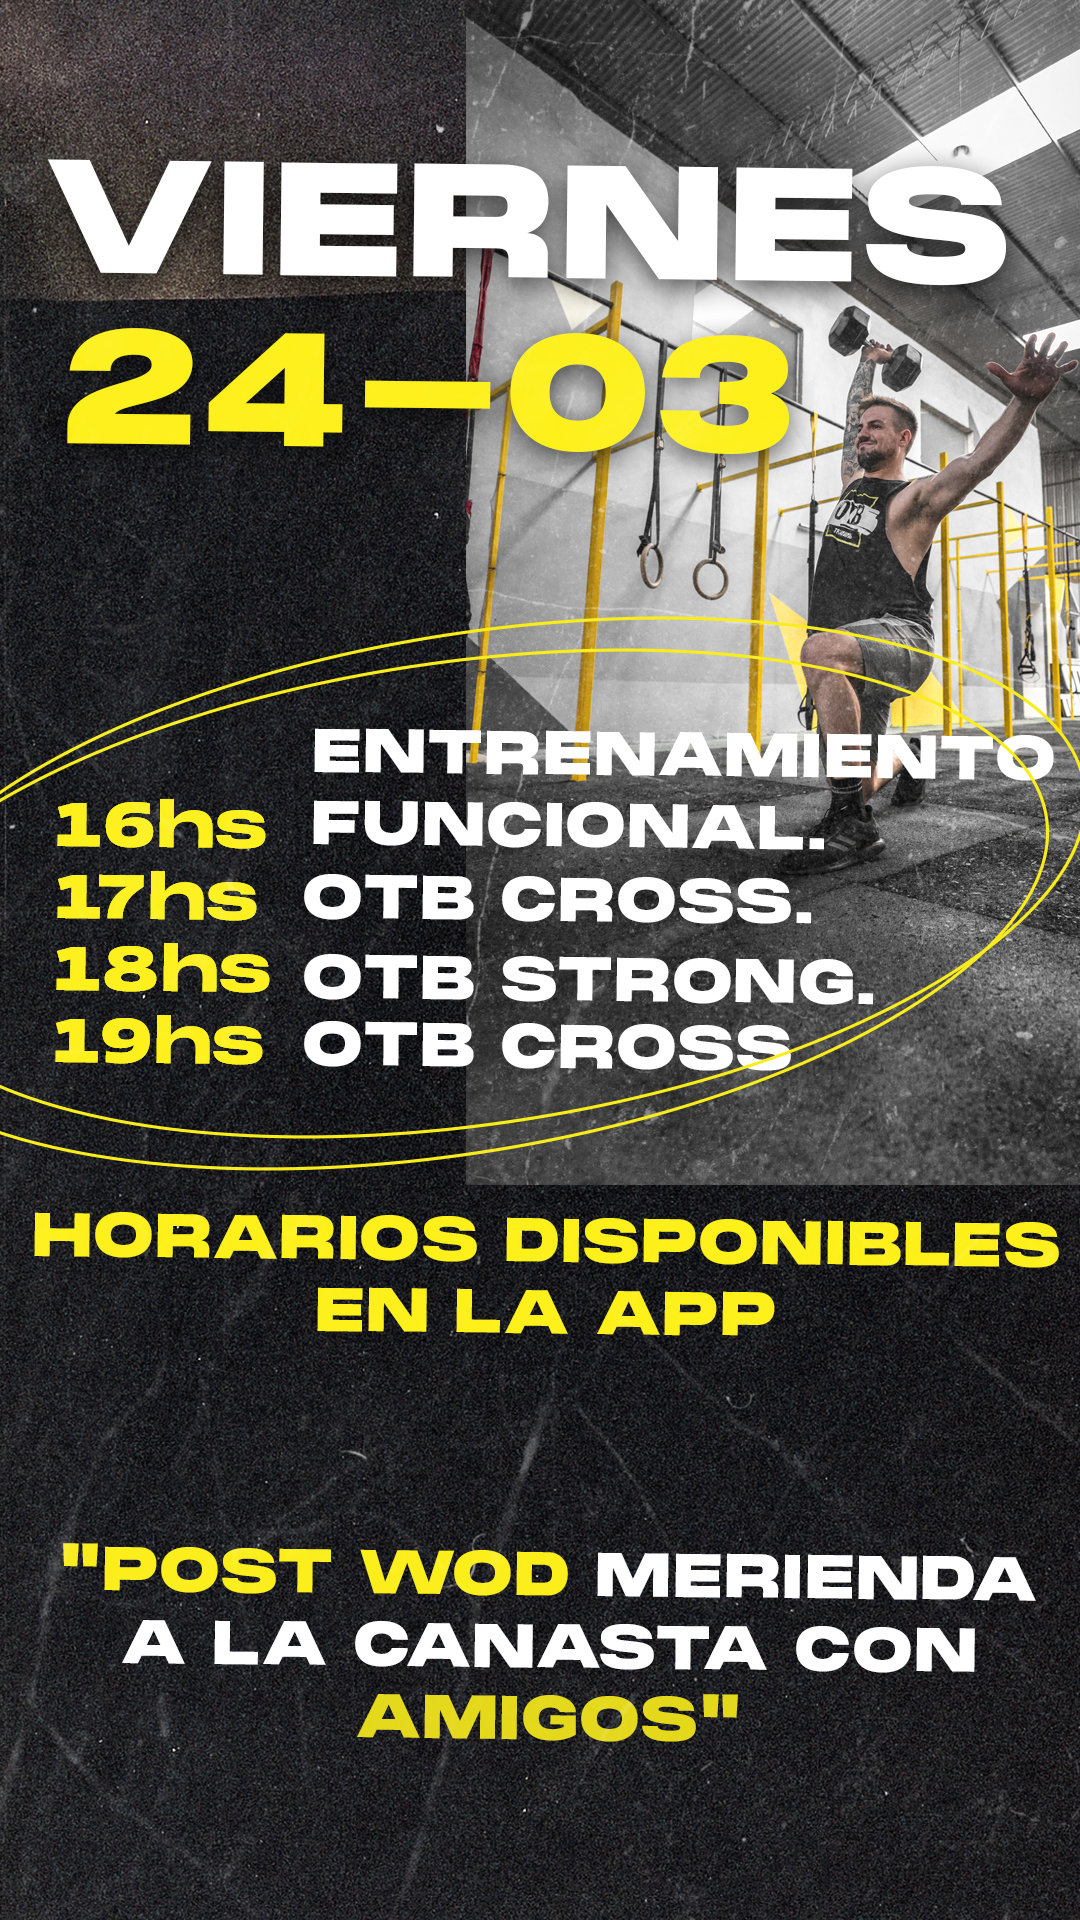 VIERNES
24—03
ENTRENAMIENTO
16hs FUNCIONAL.
17hs OTB CROSS.
18hs OTB STRONG.
19hs OTB CROSS
HORARIOS DISPONIBLES
EN LA APP
"POST WOD MERIENDA
A LA CANASTA CON
AMIGOS"
OTB